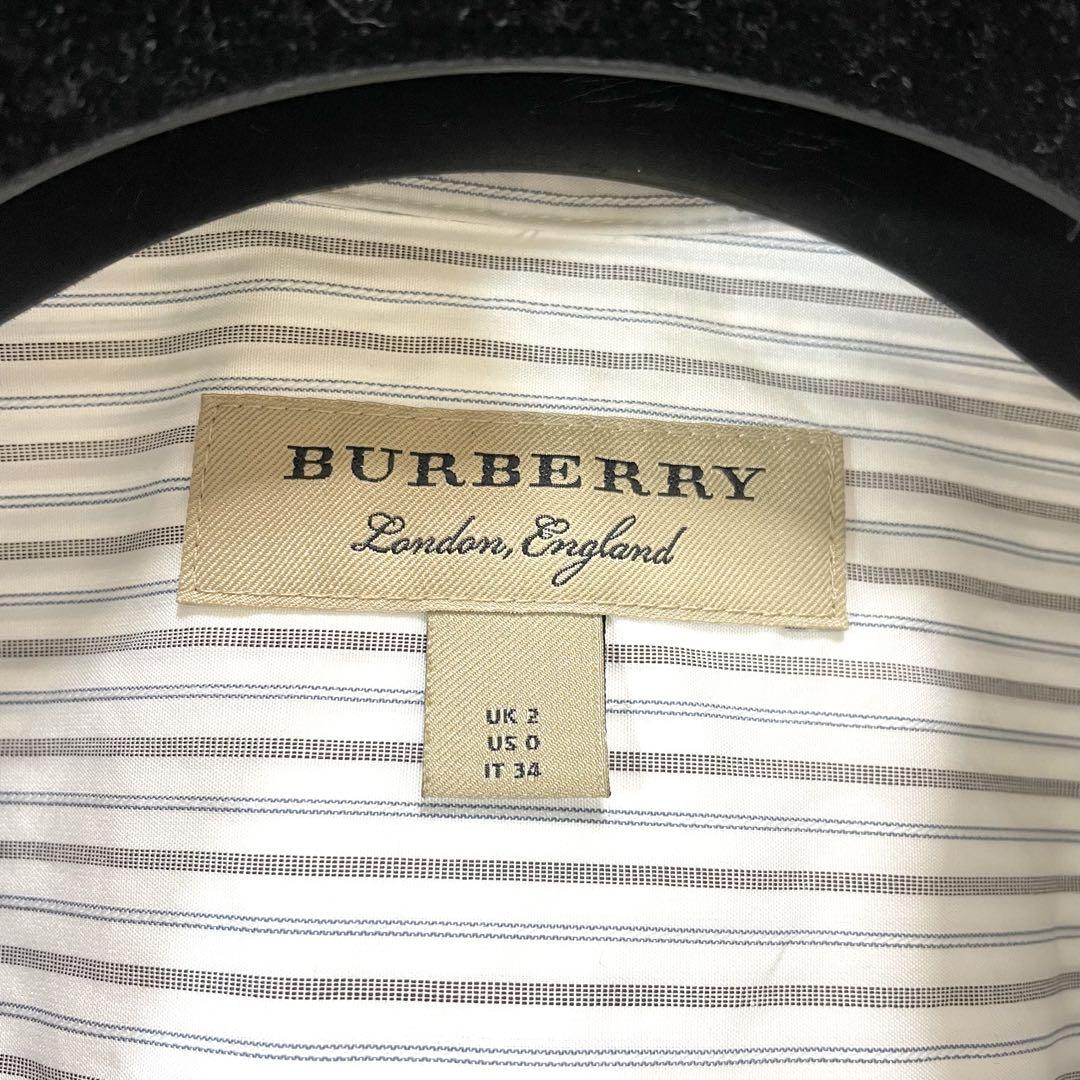 BURBERRY
London, England
UK 2
US 0
IT 34